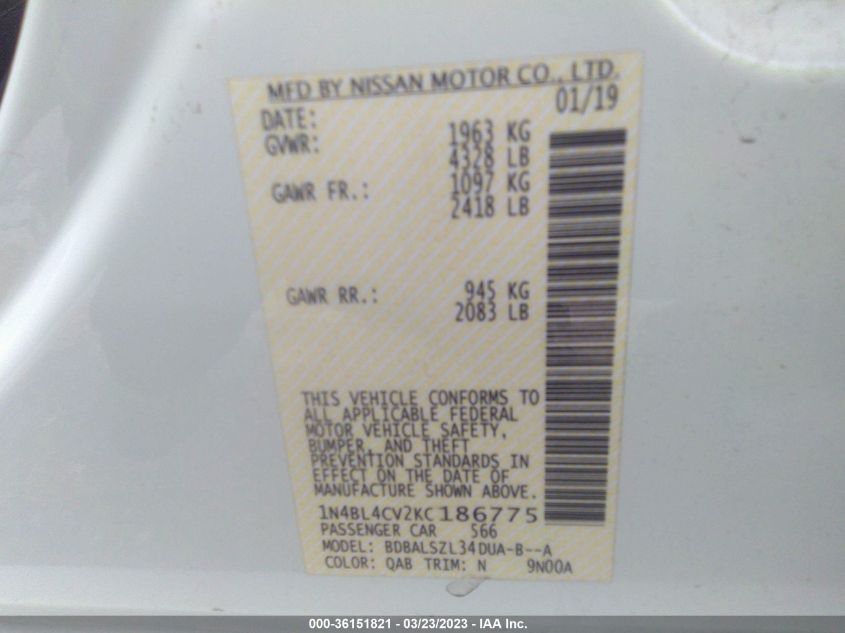 MFD BY NISSAN MOTOR CO., LTD.
DATE: 01/19
GVWR: 1963 KG
4328 LB
GAWR FR.: 1097 KG
2418 LB
GAWR RR.: 945 KG
2083 LB
THIS VEHICLE CONFORMS TO
ALL APPLICABLE FEDERAL
MOTOR VEHICLE SAFETY,
BUMPER, AND THEFT
PREVENTION STANDARDS IN
EFFECT ON THE DATE OF
MANUFACTURE SHOWN ABOVE.
1N4BL4CV2KC186775
PASSENGER CAR 566
MODEL: BDBALSZL34DUA-B--A
COLOR: QAB TRIM: N 9N00A
000-36151821 - 03/23/2023 - IAA Inc.